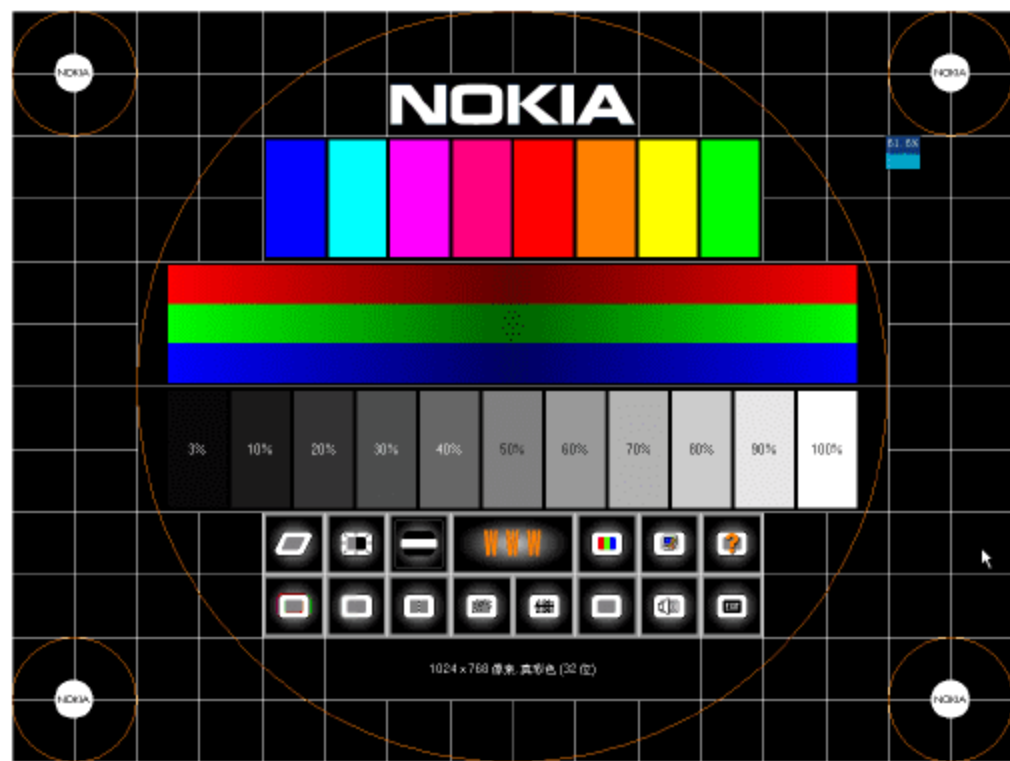 NOKIA NOKIA
NOKIA
3% 10% 20% 30% 40% 50% 60% 70% 80% 90% 100%
WWW
EXIT
1024 x 768 像素, 真彩色 (32 位)
NOKIA NOKIA